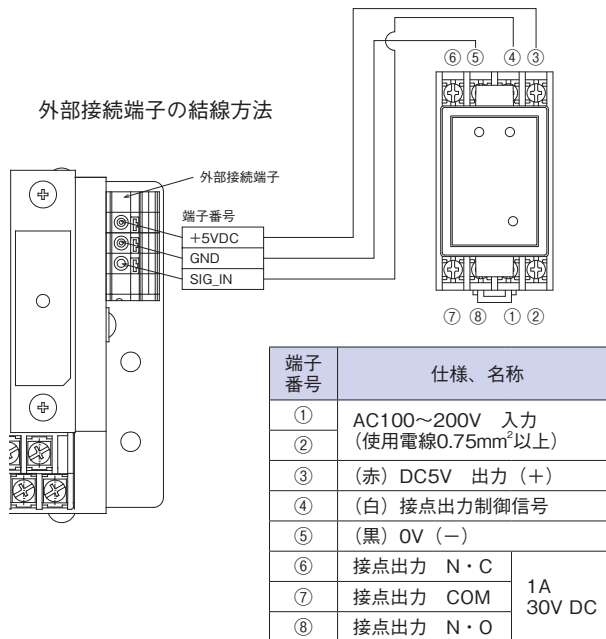 ⑥ ⑤ ④ ③
外部接続端子の結線方法
外部接続端子
端子番号
+5VDC
GND
SIG_IN
⑦ ⑧ ① ②
端子番号 仕様、名称
① AC100～200V 入力
② （使用電線0.75mm²以上）
③ （赤）DC5V 出力（+）
④ （白）接点出力制御信号
⑤ （黒）0V（−）
⑥ 接点出力 N・C
⑦ 接点出力 COM
1A
30V DC
⑧ 接点出力 N・O